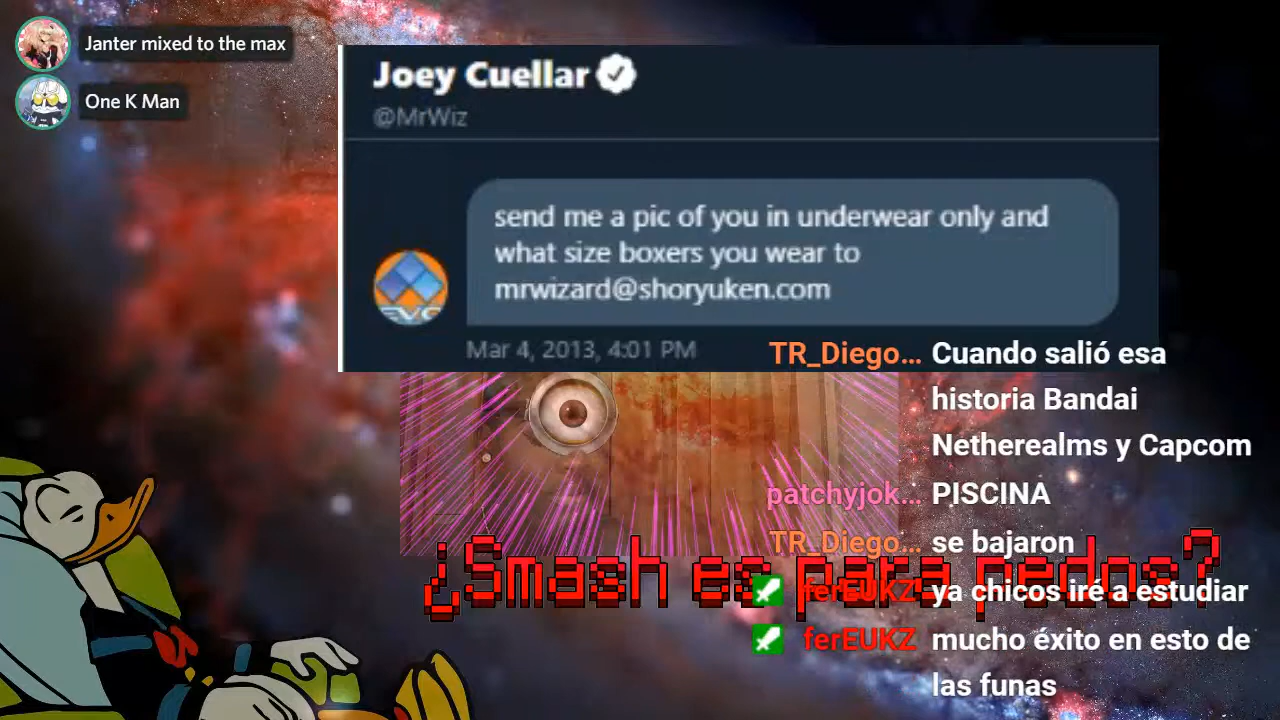 Janter mixed to the max
One K Man
Joey Cuellar
@MrWiz
send me a pic of you in underwear only and
what size boxers you wear to
mrwizard@shoryuken.com
EVO
Mar 4, 2013, 4:01 PM
TR_Diego... Cuando salió esa
historia Bandai
Netherealms y Capcom
patchyjok... PISCINA
TR_Diego... se bajaron
¿Smash es para pedos?
ferEUKZ ya chicos iré a estudiar
ferEUKZ mucho éxito en esto de
las funas